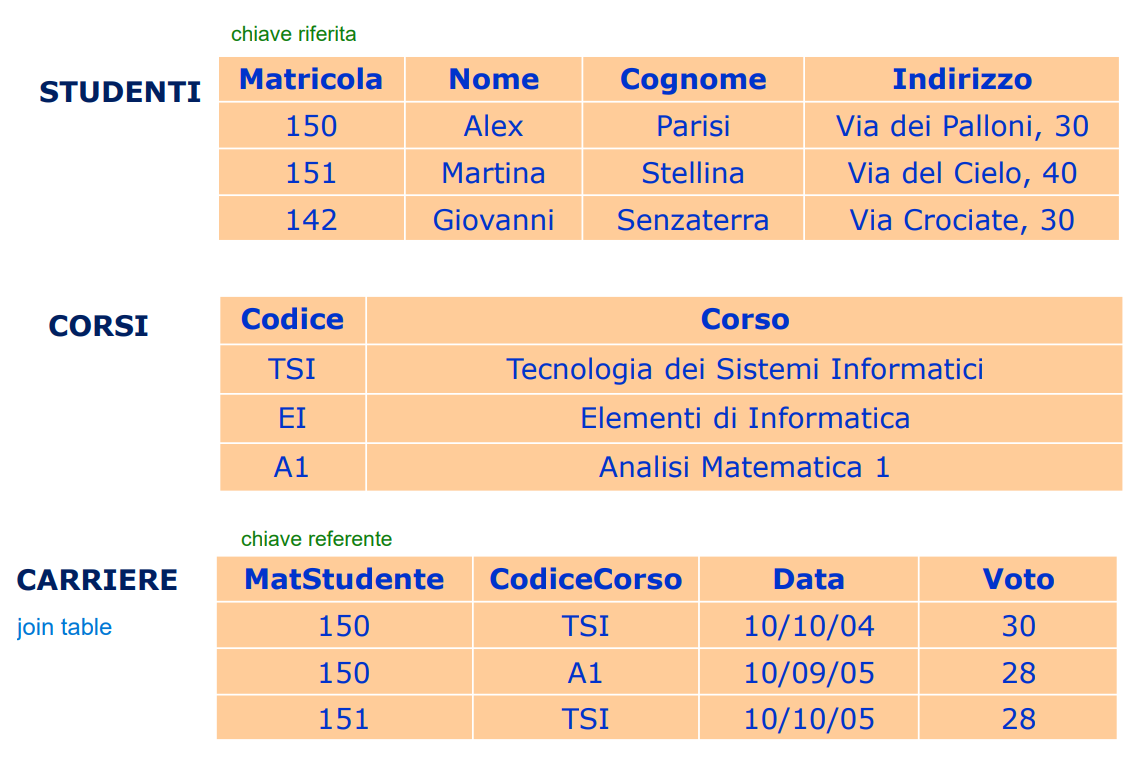 chiave riferita
STUDENTI
Matricola Nome Cognome Indirizzo
150 Alex Parisi Via dei Palloni, 30
151 Martina Stellina Via del Cielo, 40
142 Giovanni Senzaterra Via Crociate, 30
CORSI
Codice Corso
TSI Tecnologia dei Sistemi Informatici
EI Elementi di Informatica
A1 Analisi Matematica 1
chiave referente
CARRIERE
join table
MatStudente CodiceCorso Data Voto
150 TSI 10/10/04 30
150 A1 10/09/05 28
151 TSI 10/10/05 28